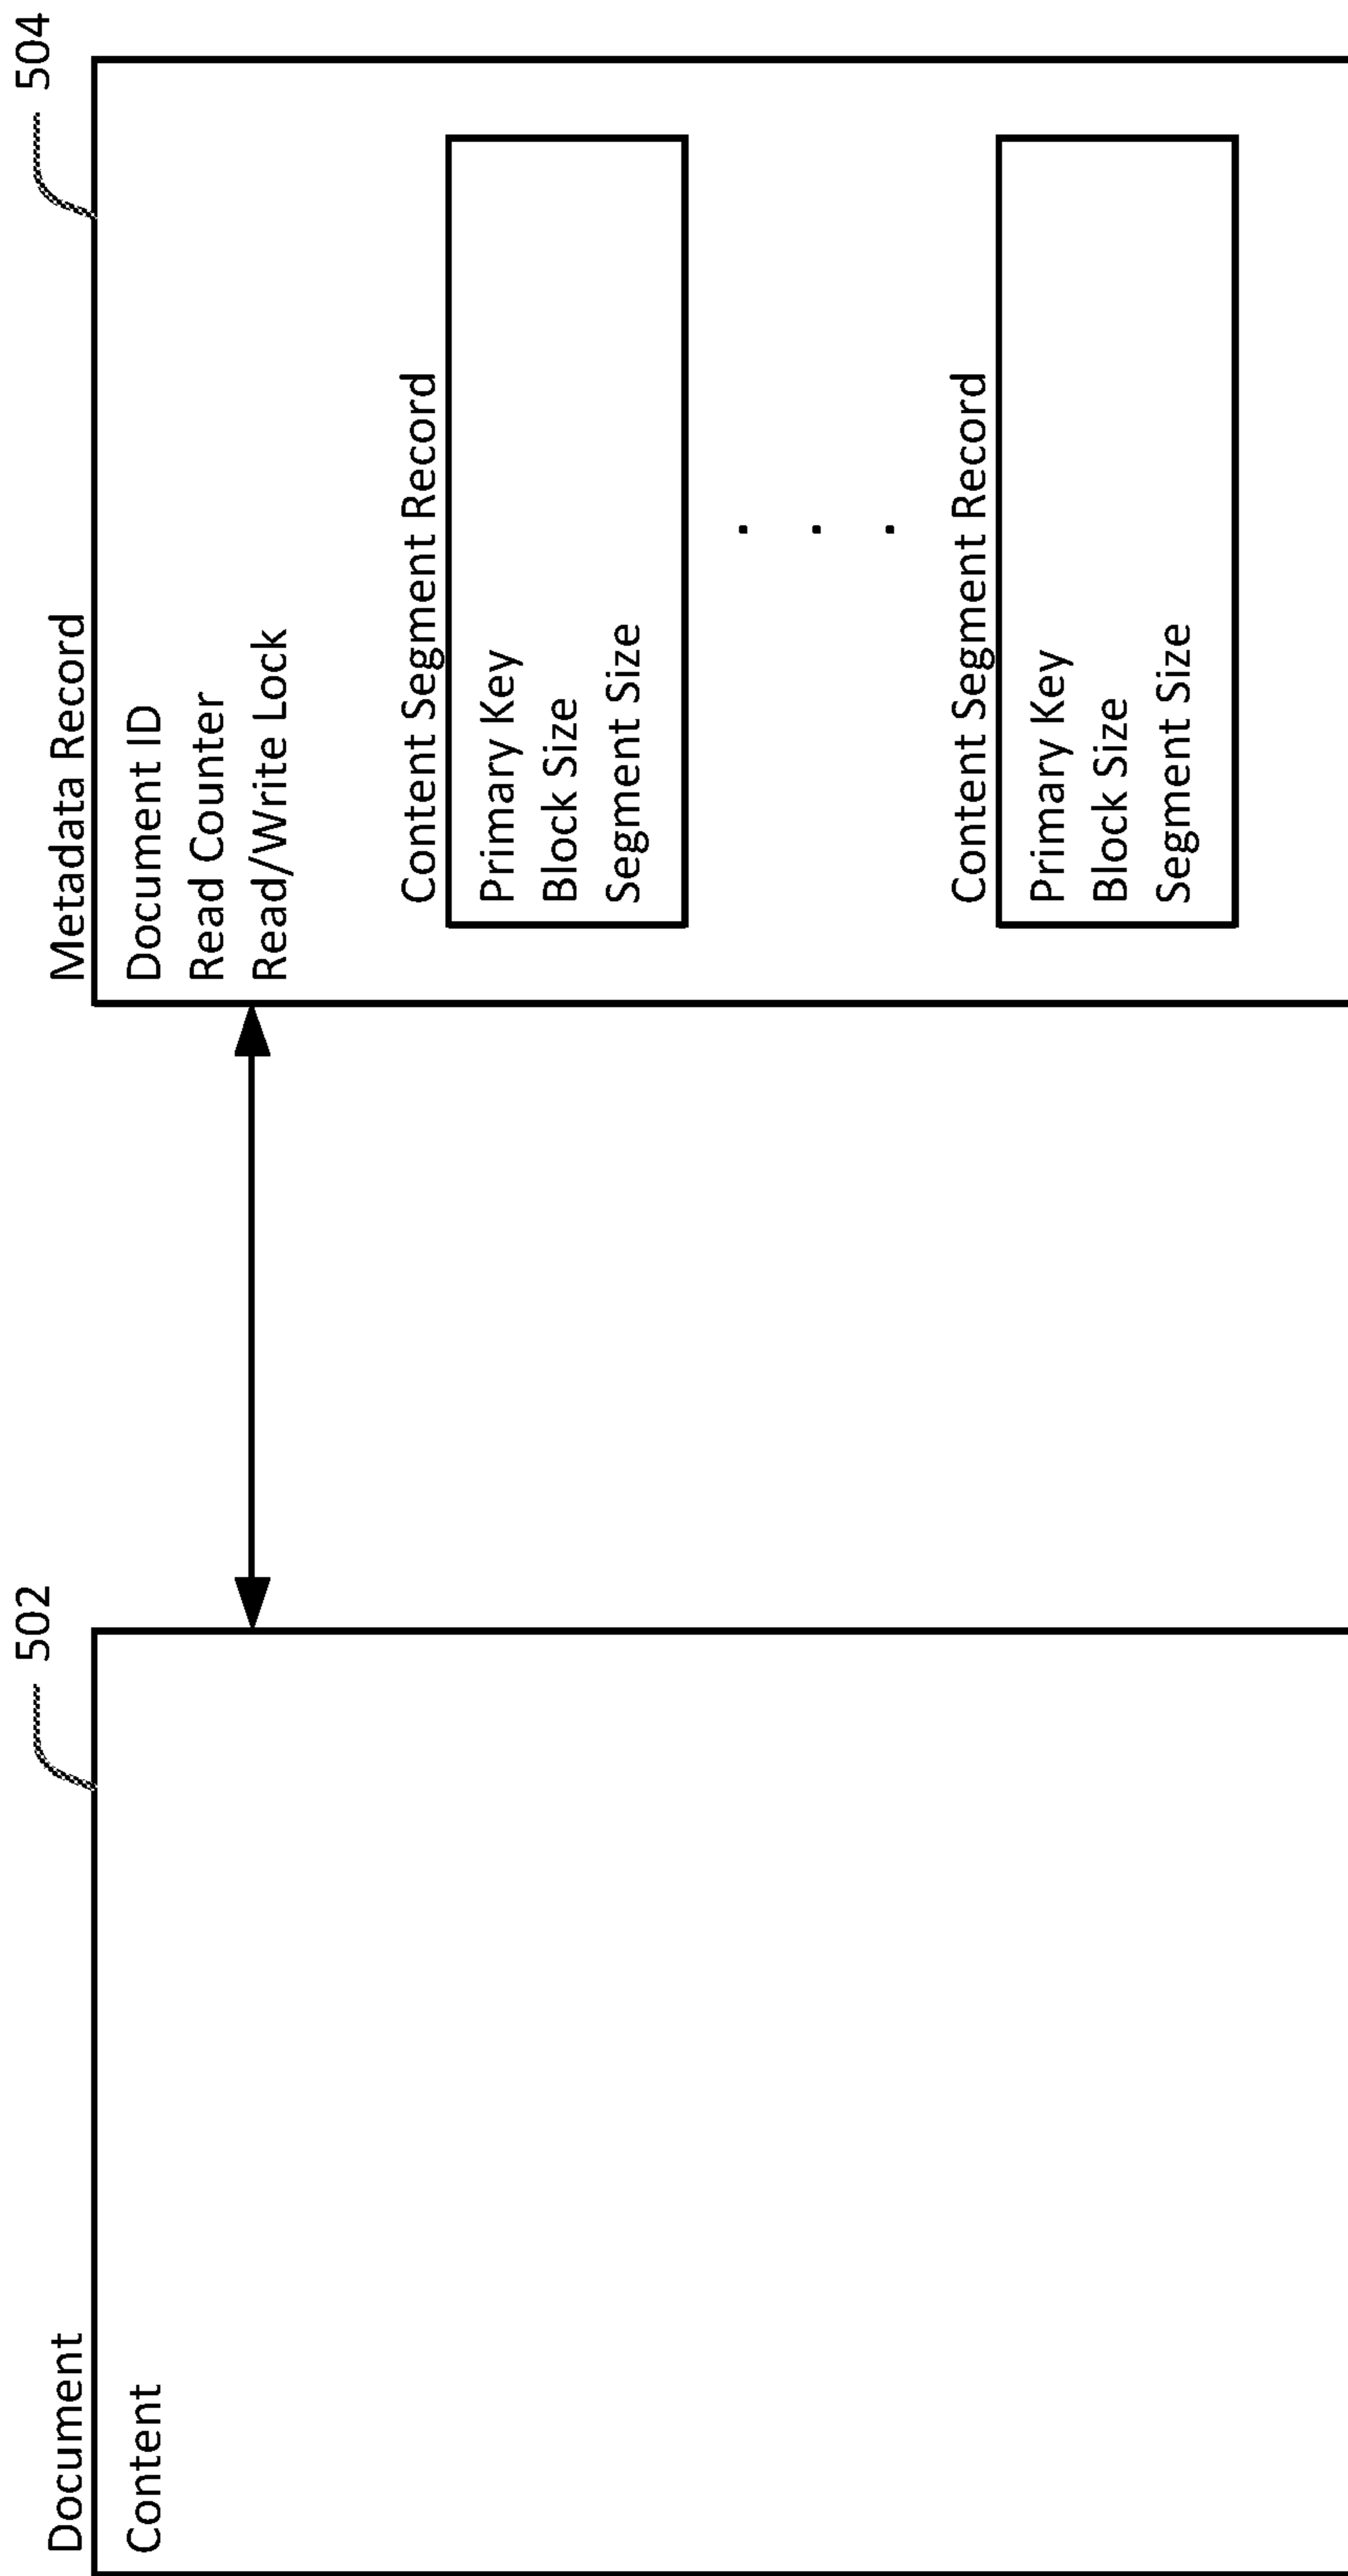 502
Document
Content
504
Metadata Record
Document ID
Read Counter
Read/Write Lock
Content Segment Record
Primary Key
Block Size
Segment Size
. . .
Content Segment Record
Primary Key
Block Size
Segment Size